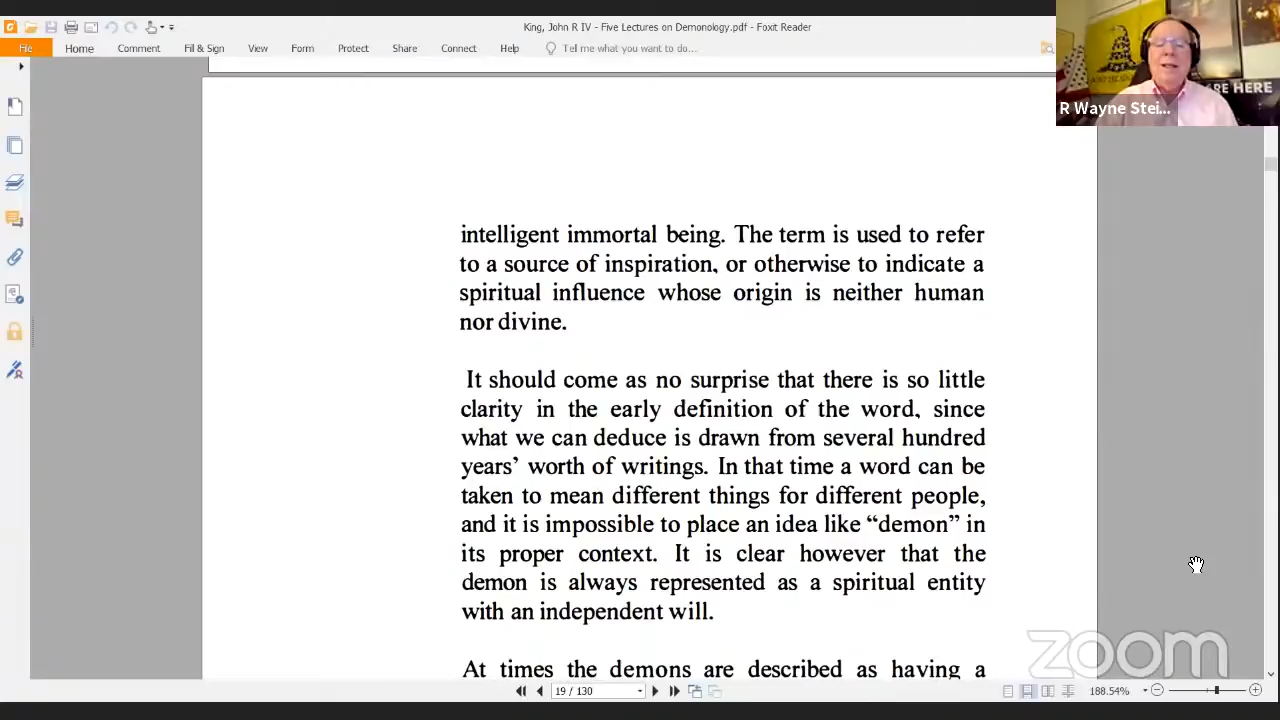 King, John R IV - Five Lectures on Demonology.pdf - Foxit Reader
File Home Comment Fill & Sign View Form Protect Share Connect Help Tell me what you want to do...
ARE HERE
R Wayne Stei...
intelligent immortal being. The term is used to refer
to a source of inspiration, or otherwise to indicate a
spiritual influence whose origin is neither human
nor divine.
It should come as no surprise that there is so little
clarity in the early definition of the word, since
what we can deduce is drawn from several hundred
years’ worth of writings. In that time a word can be
taken to mean different things for different people,
and it is impossible to place an idea like “demon” in
its proper context. It is clear however that the
demon is always represented as a spiritual entity
with an independent will.
At times the demons are described as having a
zoom
19 / 130
188.54%